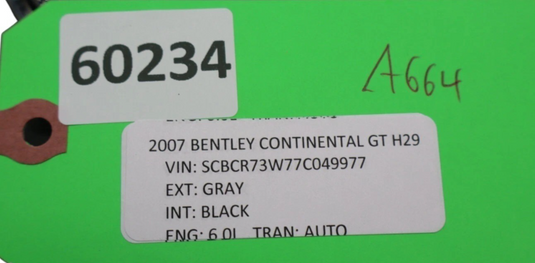 60234
A664
2007 BENTLEY CONTINENTAL GT H29
VIN: SCBCR73W77C049977
EXT: GRAY
INT: BLACK
ENG: 6.0L TRAN: AUTO